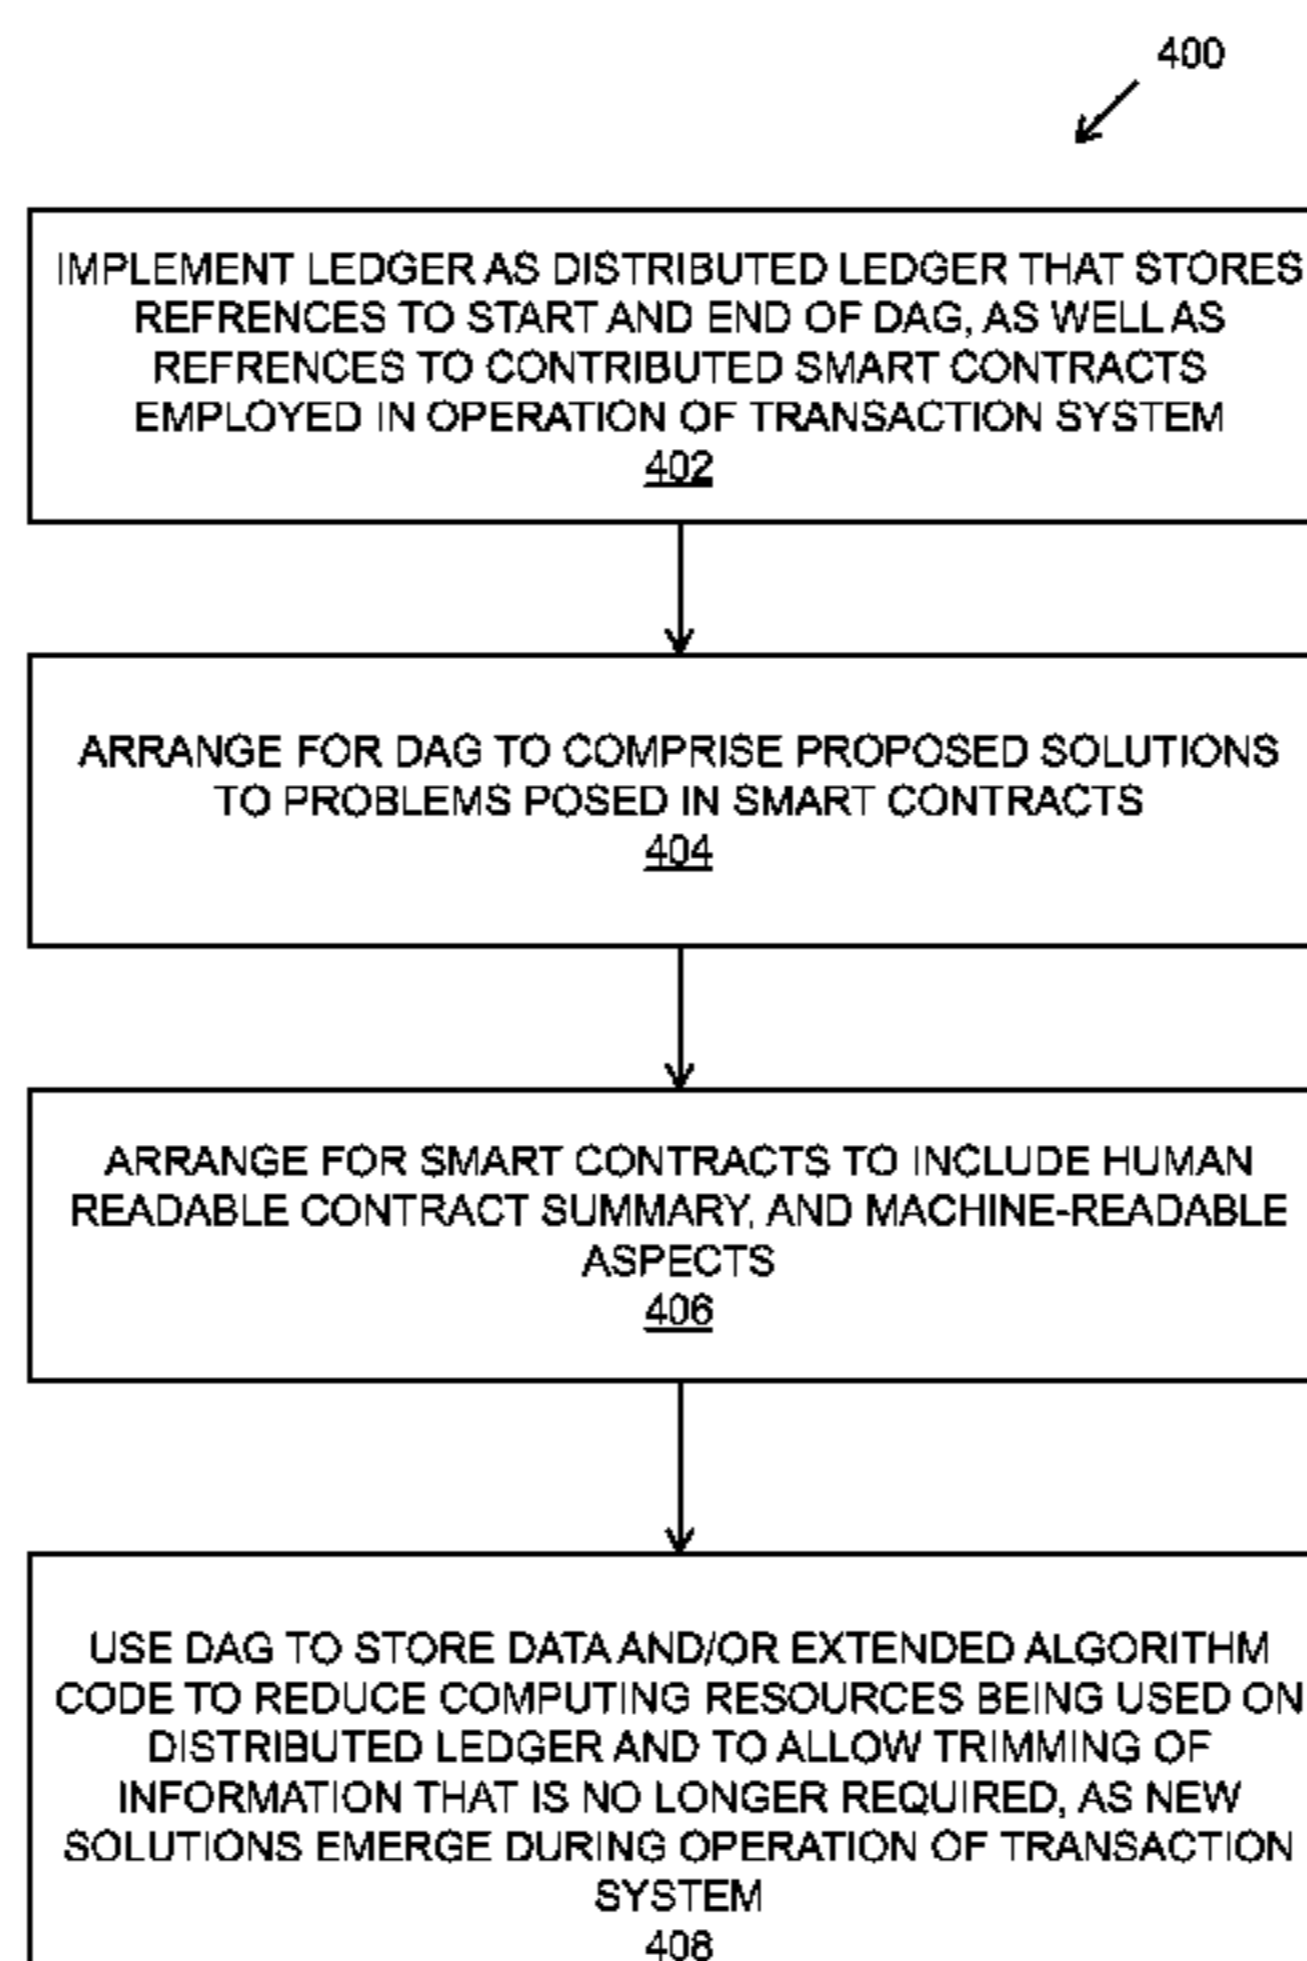 400
IMPLEMENT LEDGER AS DISTRIBUTED LEDGER THAT STORES
REFRENCES TO START AND END OF DAG, AS WELL AS
REFRENCES TO CONTRIBUTED SMART CONTRACTS
EMPLOYED IN OPERATION OF TRANSACTION SYSTEM
402
ARRANGE FOR DAG TO COMPRISE PROPOSED SOLUTIONS
TO PROBLEMS POSED IN SMART CONTRACTS
404
ARRANGE FOR SMART CONTRACTS TO INCLUDE HUMAN
READABLE CONTRACT SUMMARY, AND MACHINE-READABLE
ASPECTS
406
USE DAG TO STORE DATA AND/OR EXTENDED ALGORITHM
CODE TO REDUCE COMPUTING RESOURCES BEING USED ON
DISTRIBUTED LEDGER AND TO ALLOW TRIMMING OF
INFORMATION THAT IS NO LONGER REQUIRED, AS NEW
SOLUTIONS EMERGE DURING OPERATION OF TRANSACTION
SYSTEM
408